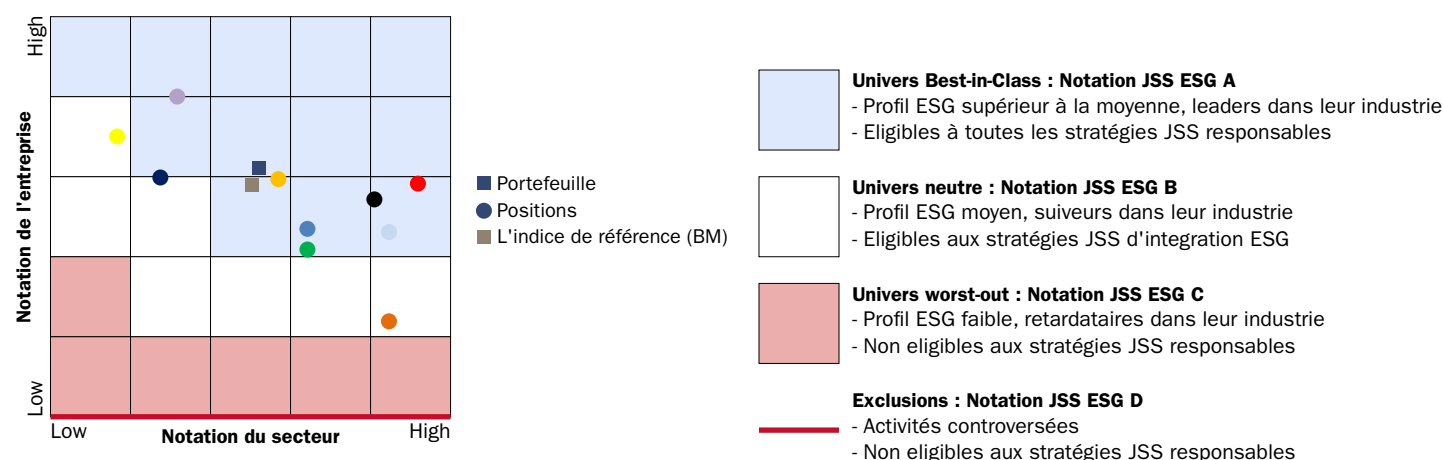 High
Notation de l'entreprise
Low
Low
Notation du secteur
High
Portefeuille
Positions
L'indice de référence (BM)
Univers Best-in-Class : Notation JSS ESG A
- Profil ESG supérieur à la moyenne, leaders dans leur industrie
- Eligibles à toutes les stratégies JSS responsables
Univers neutre : Notation JSS ESG B
- Profil ESG moyen, suiveurs dans leur industrie
- Eligibles aux stratégies JSS d'integration ESG
Univers worst-out : Notation JSS ESG C
- Profil ESG faible, retardataires dans leur industrie
- Non eligibles aux stratégies JSS responsables
Exclusions : Notation JSS ESG D
- Activités controversées
- Non eligibles aux stratégies JSS responsables